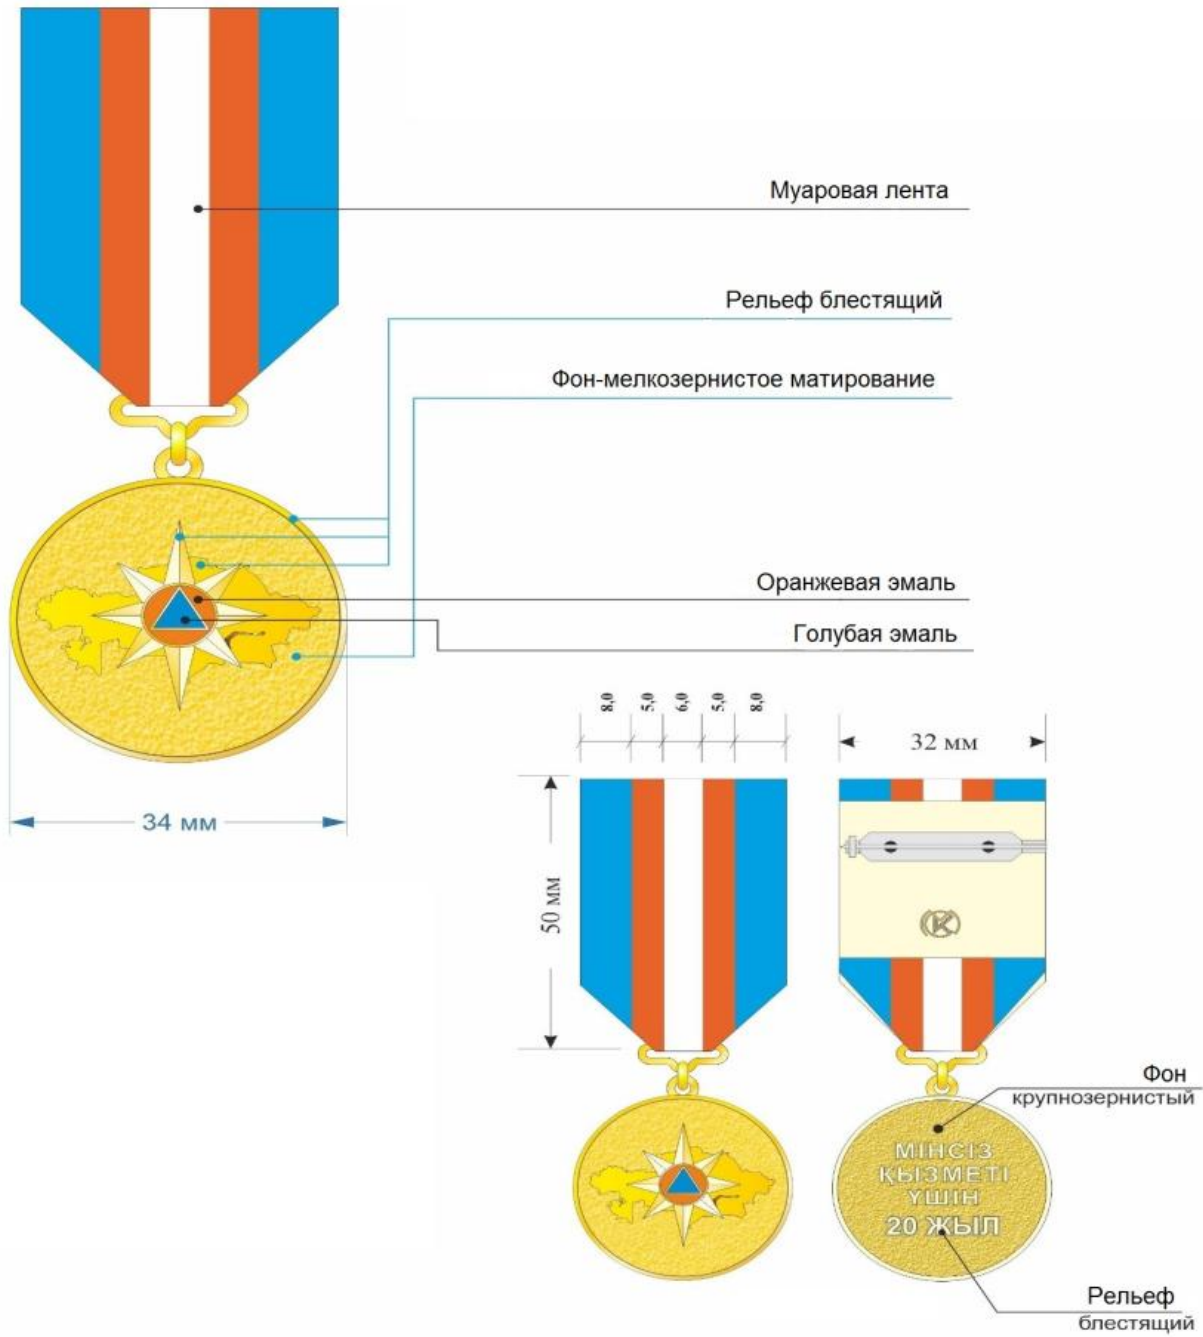 Муаровая лента
Рельеф блестящий
Фон-мелкозернистое матирование
Оранжевая эмаль
Голубая эмаль
34 мм
8,0
5,0
6,0
5,0
8,0
32 мм
50 мм
Фон
крупнозернистый
МІНСІЗ
ҚЫЗМЕТІ
ҮШІН
20 ЖЫЛ
Рельеф
блестящий